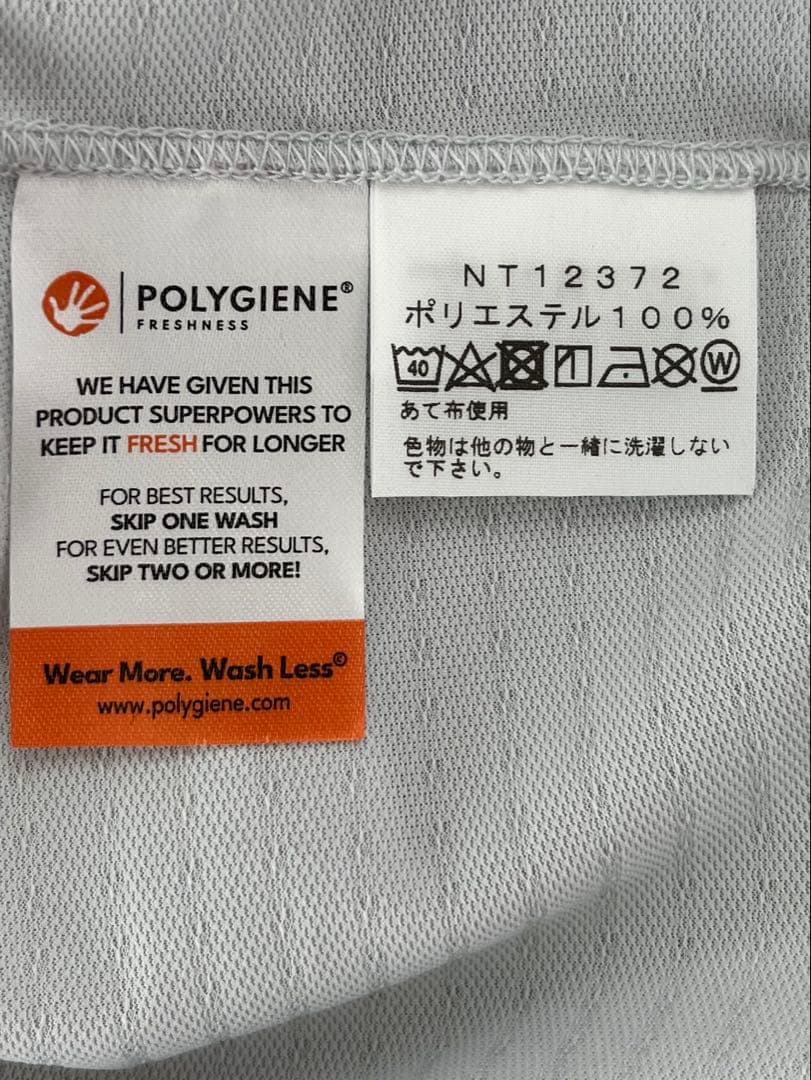 POLYGIENE®
FRESHNESS
WE HAVE GIVEN THIS
PRODUCT SUPERPOWERS TO
KEEP IT FRESH FOR LONGER
FOR BEST RESULTS,
SKIP ONE WASH
FOR EVEN BETTER RESULTS,
SKIP TWO OR MORE!
Wear More. Wash Less©
www.polygiene.com
NT12372
ポリエステル100%
40 W
あて布使用
色物は他の物と一緒に洗濯しない
で下さい。